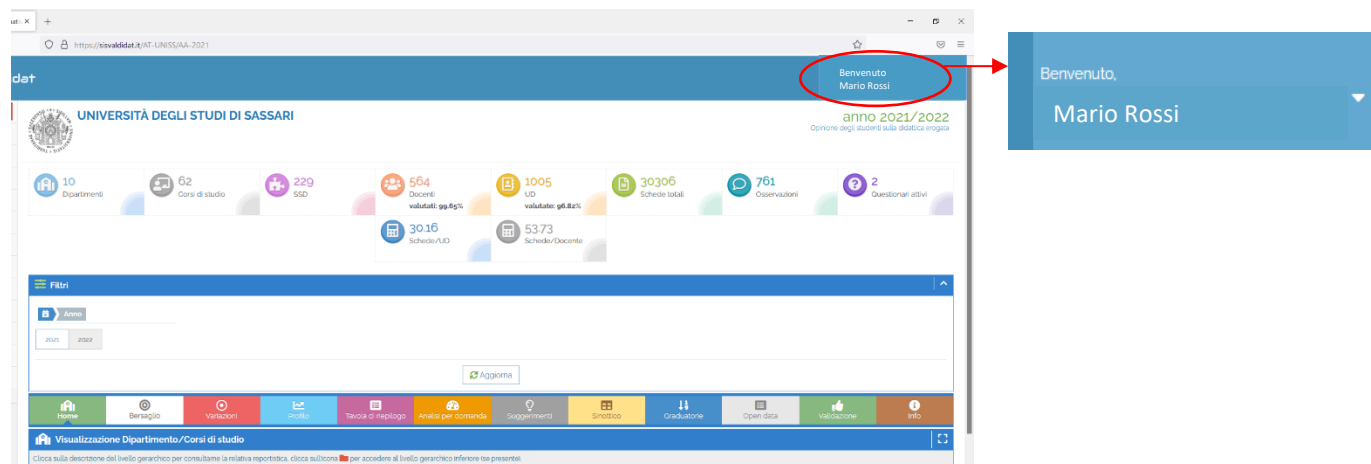 https://sisvaldidat.it/AT-UNISS/AA-2021
dat
Benvenuto
Mario Rossi
Benvenuto,
Mario Rossi
UNIVERSITÀ DEGLI STUDI DI SASSARI
anno 2021/2022
Opinione degli studenti sulla didattica erogata
10
Dipartimenti
62
Corsi di studio
229
SSD
564
Docenti
valutati: 99.65%
1005
UD
valutate: 96.82%
30306
Schede totali
761
Osservazioni
2
Questionari attivi
30.16
Schede/UD
53.73
Schede/Docente
Filtri
Anno
2021 2022
Aggiorna
Home Bersaglio Variazioni Profilo Tavola di riepilogo Analisi per domanda Suggerimenti Sinottico Graduatorie Open data Validazione Info
Visualizzazione Dipartimento/Corsi di studio
Clicca sulla descrizione del livello gerarchico per consultarne la relativa reportistica, clicca sull'icona per accedere al livello gerarchico inferiore (se presente).